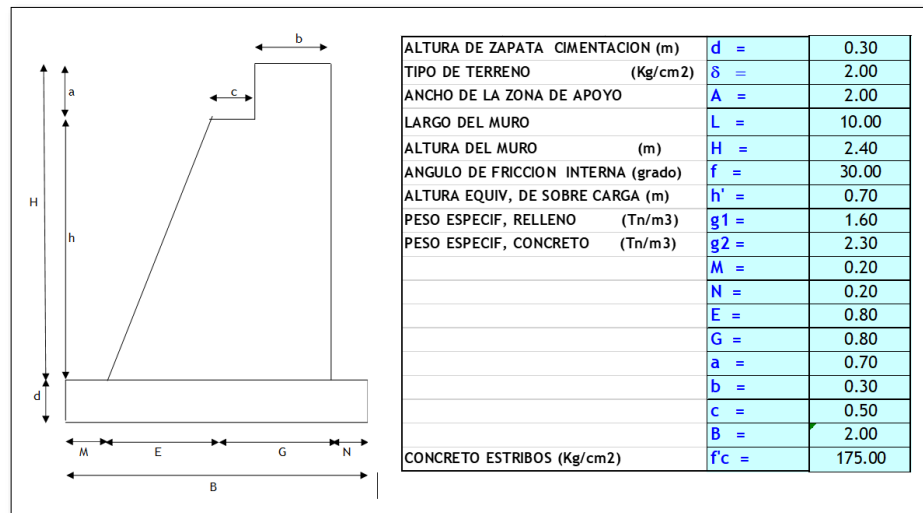 b
c
a
H
h
d
M
E
G
N
B
ALTURA DE ZAPATA CIMENTACION (m) d = 0.30
TIPO DE TERRENO (Kg/cm2) δ = 2.00
ANCHO DE LA ZONA DE APOYO A = 2.00
LARGO DEL MURO L = 10.00
ALTURA DEL MURO (m) H = 2.40
ANGULO DE FRICCION INTERNA (grado) f = 30.00
ALTURA EQUIV, DE SOBRE CARGA (m) h' = 0.70
PESO ESPECIF, RELLENO (Tn/m3) g1 = 1.60
PESO ESPECIF, CONCRETO (Tn/m3) g2 = 2.30
M = 0.20
N = 0.20
E = 0.80
G = 0.80
a = 0.70
b = 0.30
c = 0.50
B = 2.00
CONCRETO ESTRIBOS (Kg/cm2) f'c = 175.00